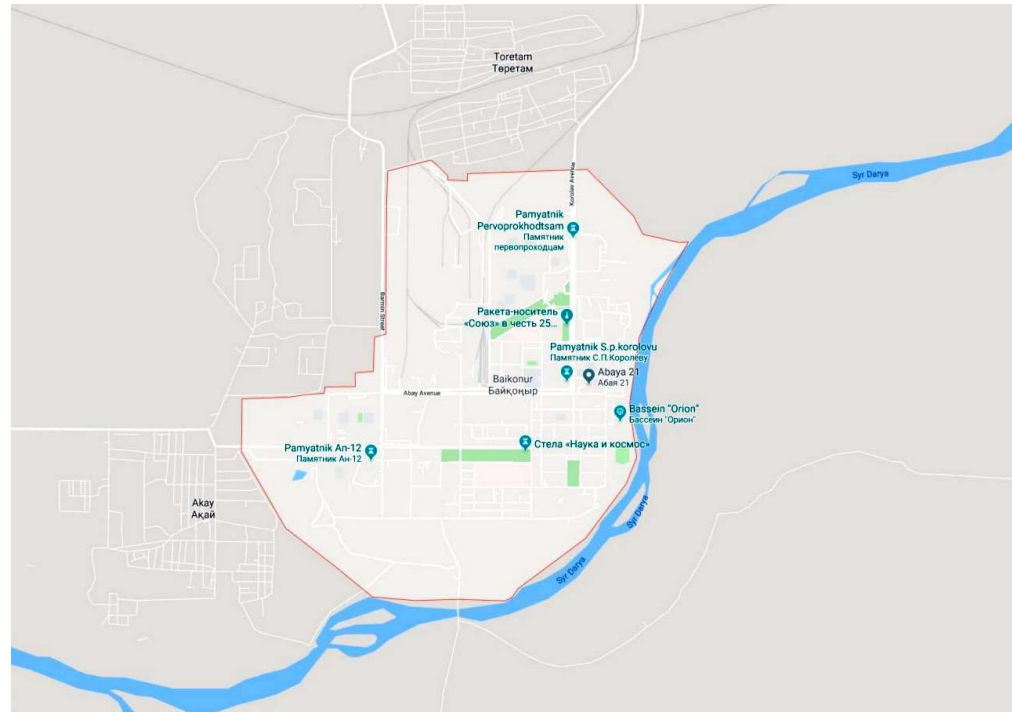 Toretam
Төретам
Syr Darya
Korolev Avenue
Pamyatnik
Pervoprokhodtsam
Памятник
первопроходцам
Barmin Street
Ракета-носитель
«Союз» в честь 25...
Pamyatnik S.p.korolovu
Памятник С.П.Королеву
Abaya 21
Абая 21
Baikonur
Байқоңыр
Abay Avenue
Bassein "Orion"
Бассейн "Орион"
Pamyatnik An-12
Памятник Ан-12
Стела «Наука и космос»
Akay
Ақай
Syr Darya
Syr Darya